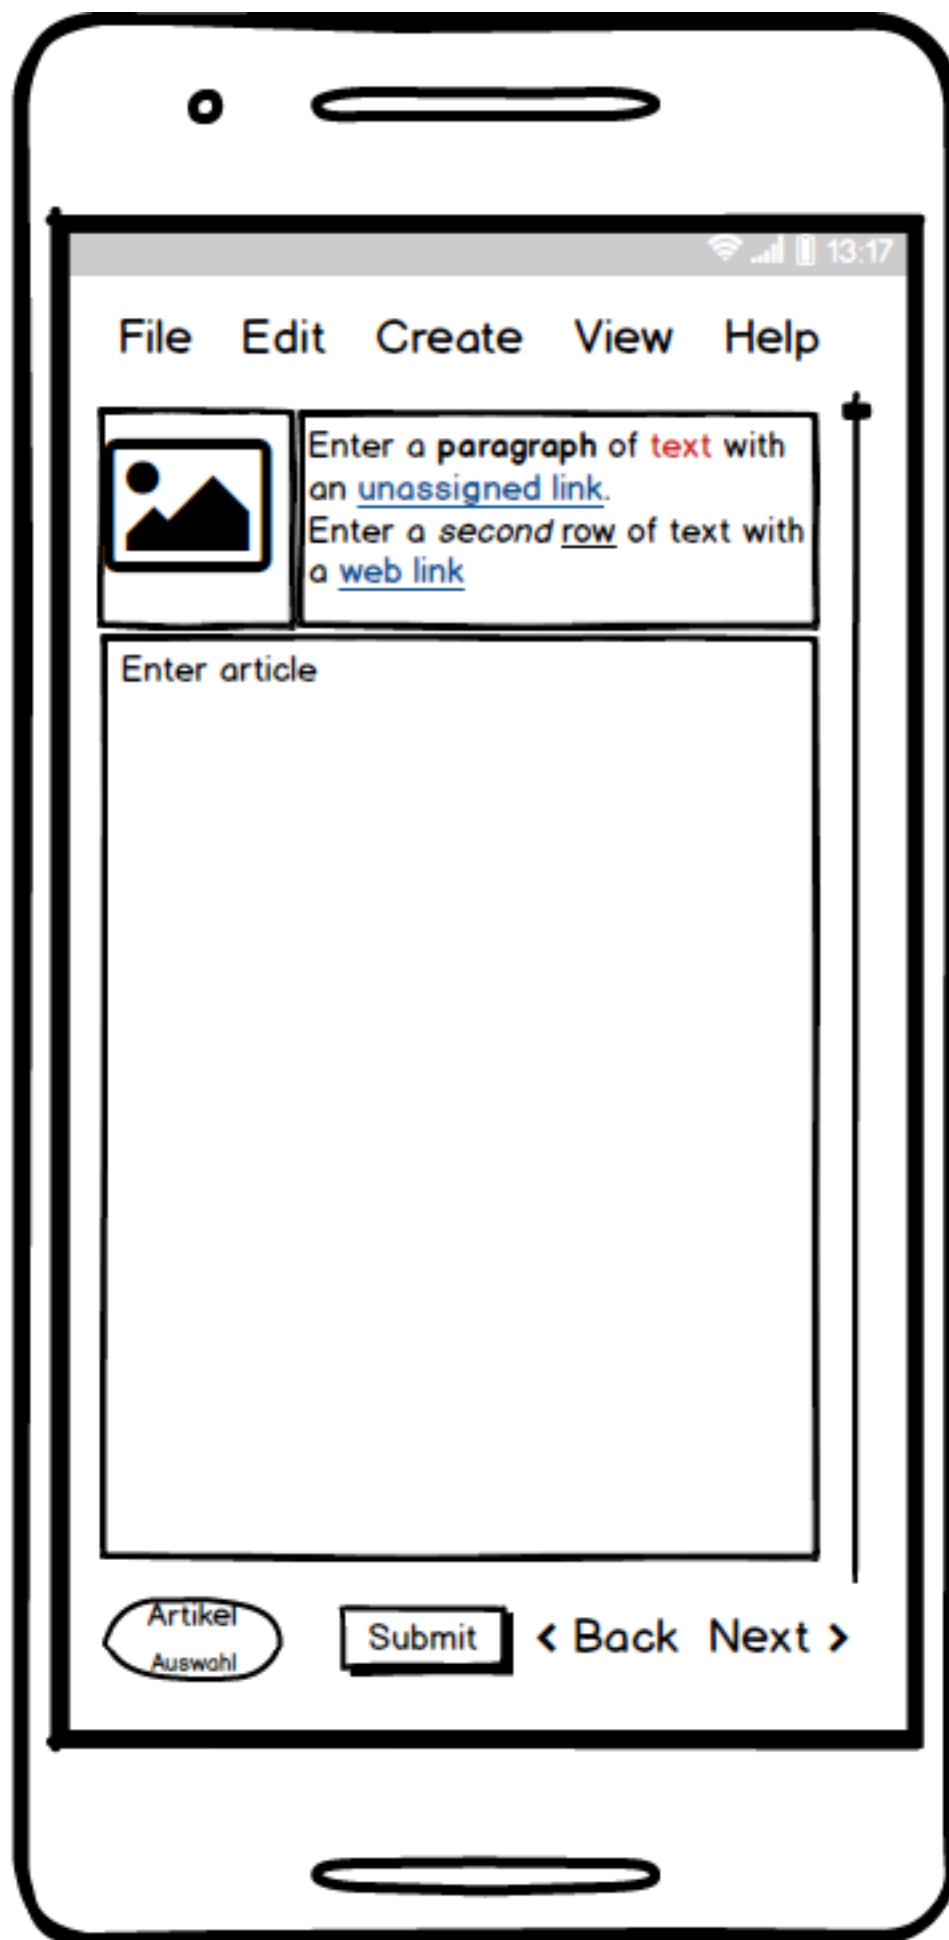 13:17
File Edit Create View Help
Enter a paragraph of text with
an unassigned link.
Enter a second row of text with
a web link
Enter article
Artikel
Auswahl
Submit
Back Next